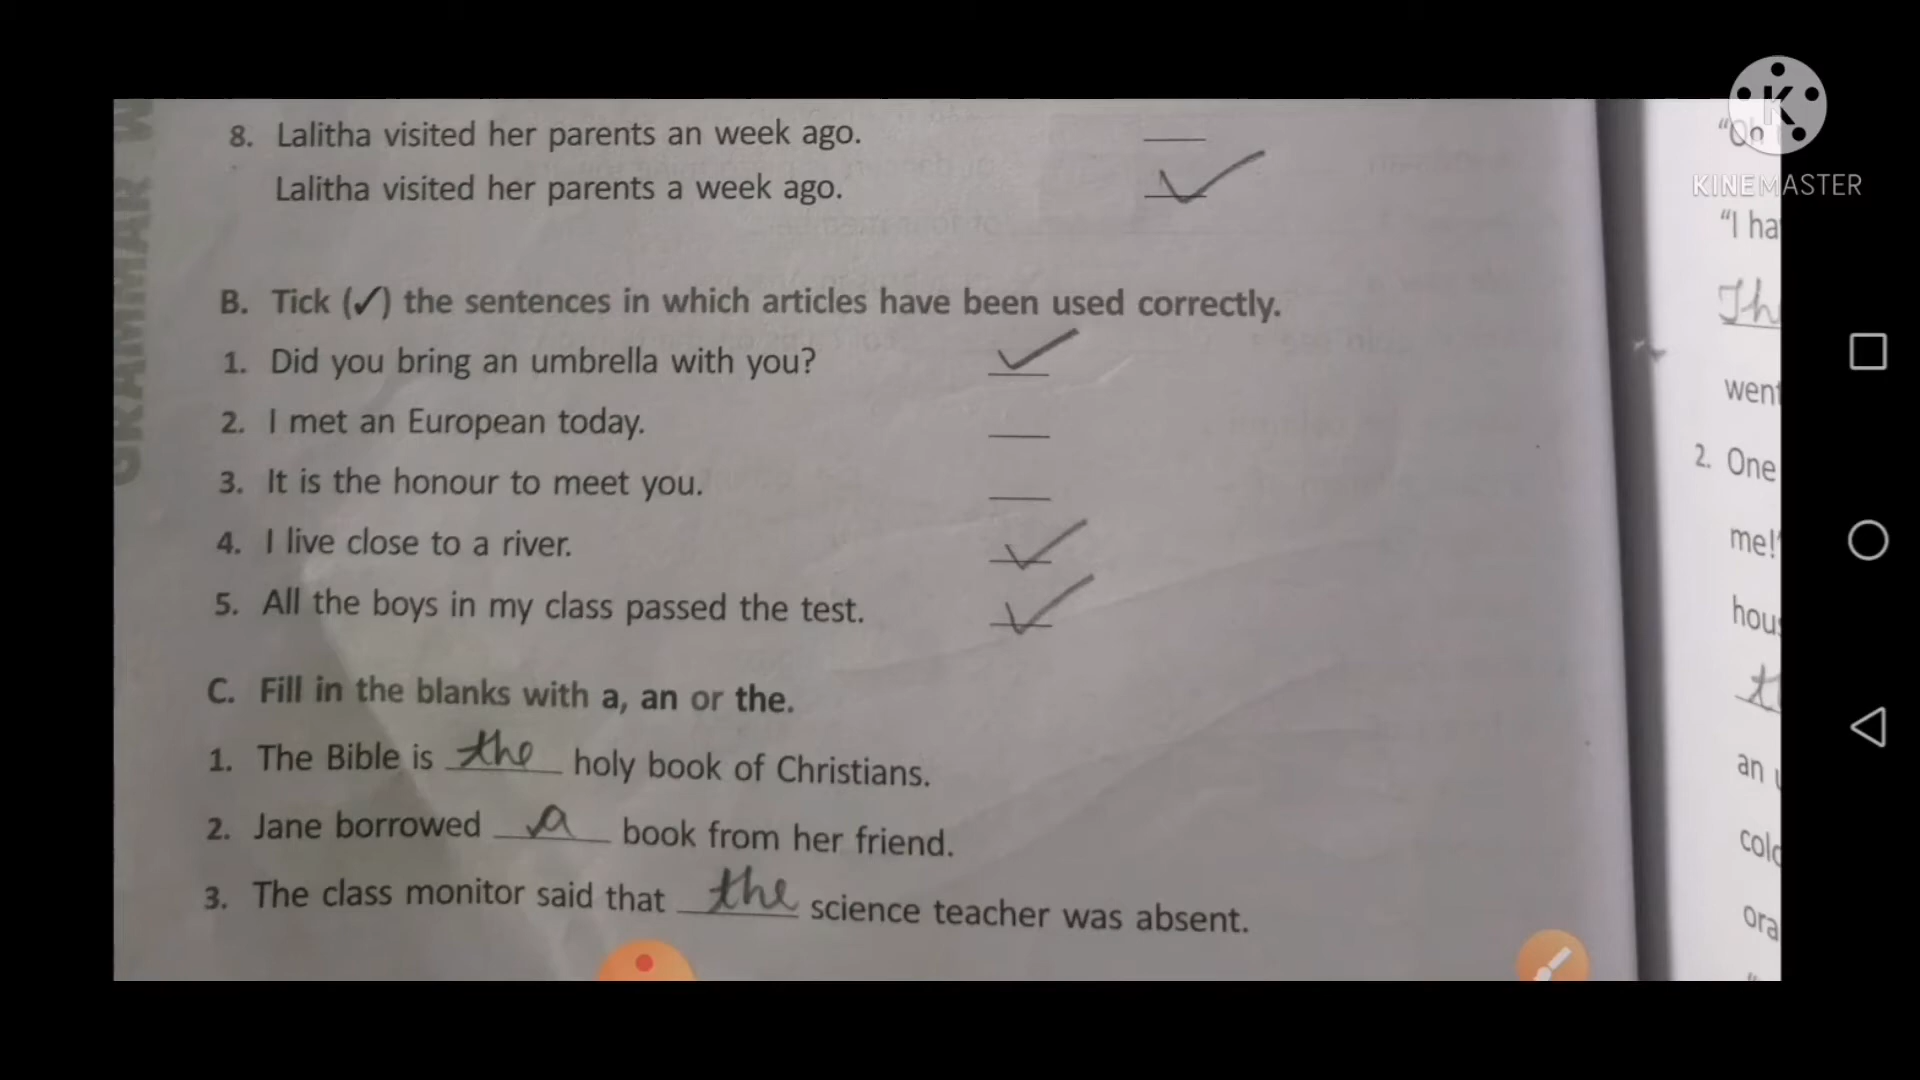 8. Lalitha visited her parents an week ago.
Lalitha visited her parents a week ago. ✓
B. Tick (✓) the sentences in which articles have been used correctly.
1. Did you bring an umbrella with you? ✓
2. I met an European today.
3. It is the honour to meet you.
4. I live close to a river. ✓
5. All the boys in my class passed the test. ✓
C. Fill in the blanks with a, an or the.
1. The Bible is the holy book of Christians.
2. Jane borrowed a book from her friend.
3. The class monitor said that the science teacher was absent.
GRAMMAR
K
KINEMASTER
"Oh
"I ha
Th
went
2. One
me!'
hous
t
an
colo
ora